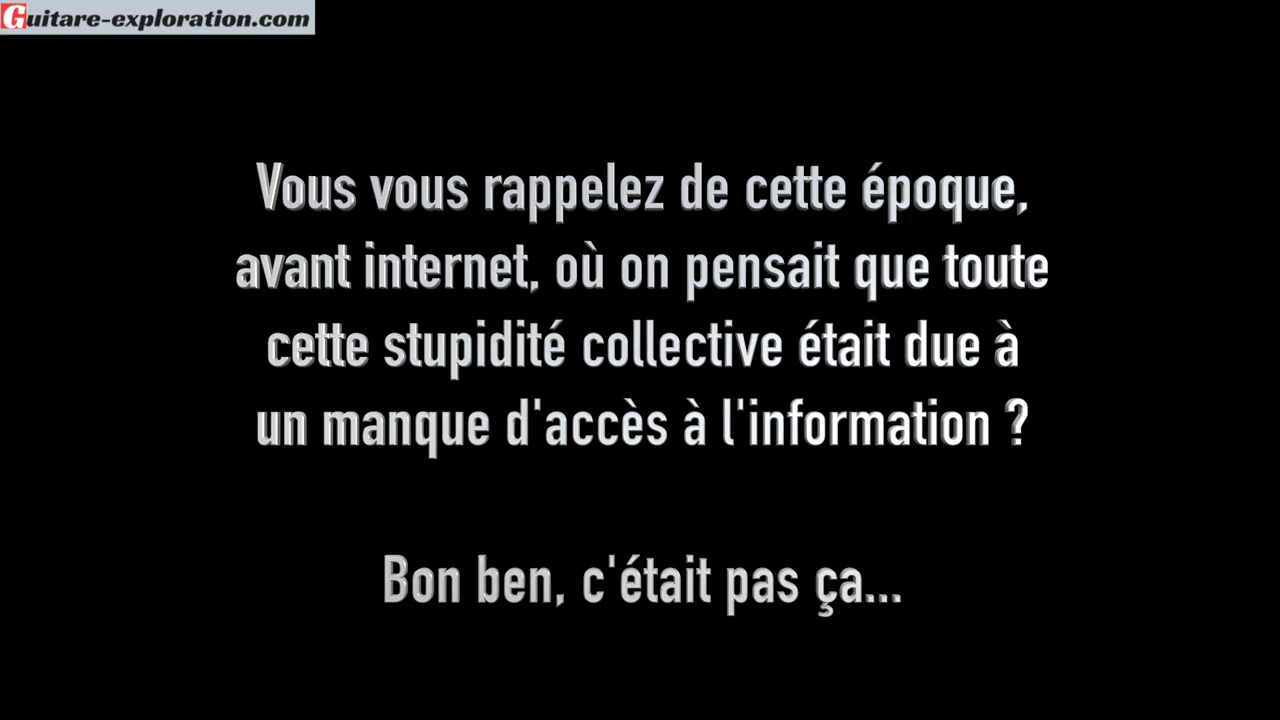 Guitare-exploration.com
Vous vous rappelez de cette époque,
avant internet, où on pensait que toute
cette stupidité collective était due à
un manque d'accès à l'information ?
Bon ben, c'était pas ça...